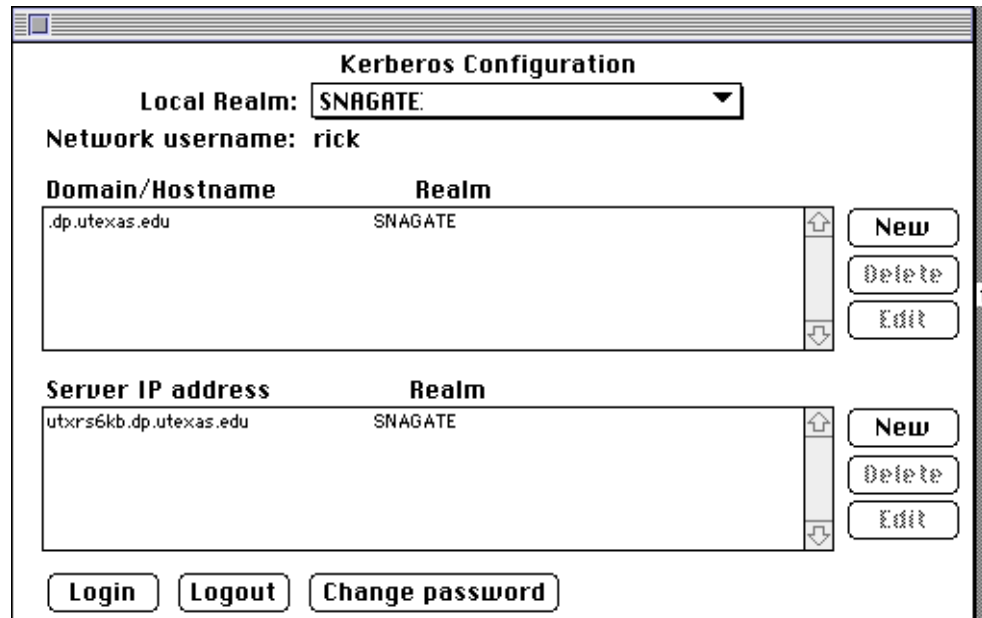 Kerberos Configuration
Local Realm: SNAGATE
Network username: rick
Domain/Hostname Realm
.dp.utexas.edu SNAGATE
New
Delete
Edit
Server IP address Realm
utxrs6kb.dp.utexas.edu SNAGATE
New
Delete
Edit
Login Logout Change password